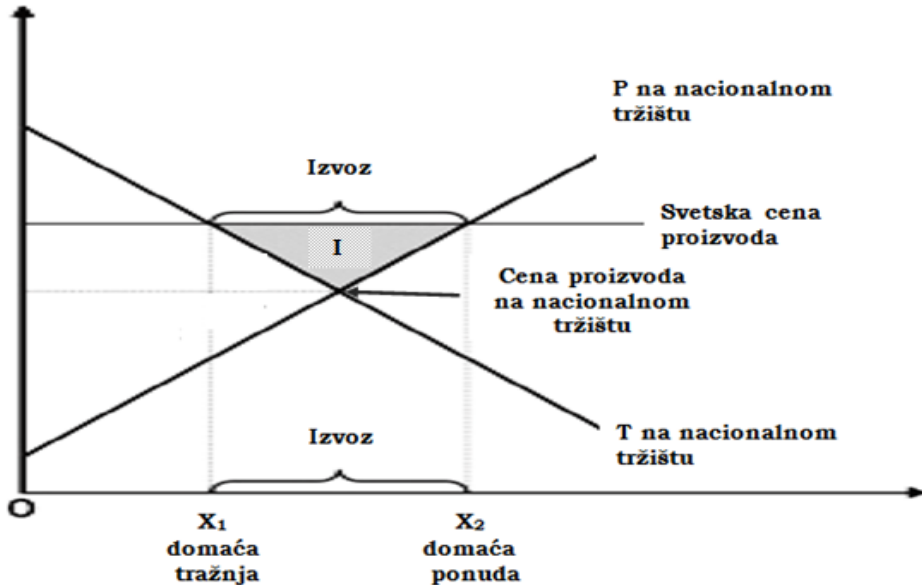 P na nacionalnom
tržištu
Izvoz
Svetska cena
proizvoda
I
Cena proizvoda
na nacionalnom
tržištu
Izvoz
T na nacionalnom
tržištu
O
X₁
domaća
tražnja
X₂
domaća
ponuda